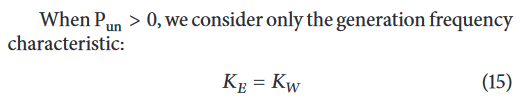 When P_un > 0, we consider only the generation frequency
characteristic:
K_E = K_W (15)